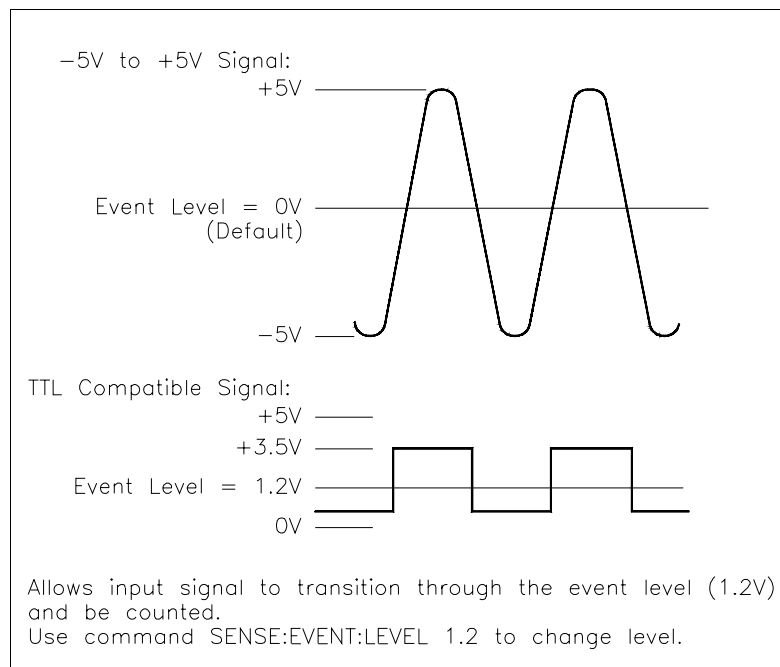 −5V to +5V Signal:
+5V
Event Level = 0V
(Default)
−5V
TTL Compatible Signal:
+5V
+3.5V
Event Level = 1.2V
0V
Allows input signal to transition through the event level (1.2V)
and be counted.
Use command SENSE:EVENT:LEVEL 1.2 to change level.